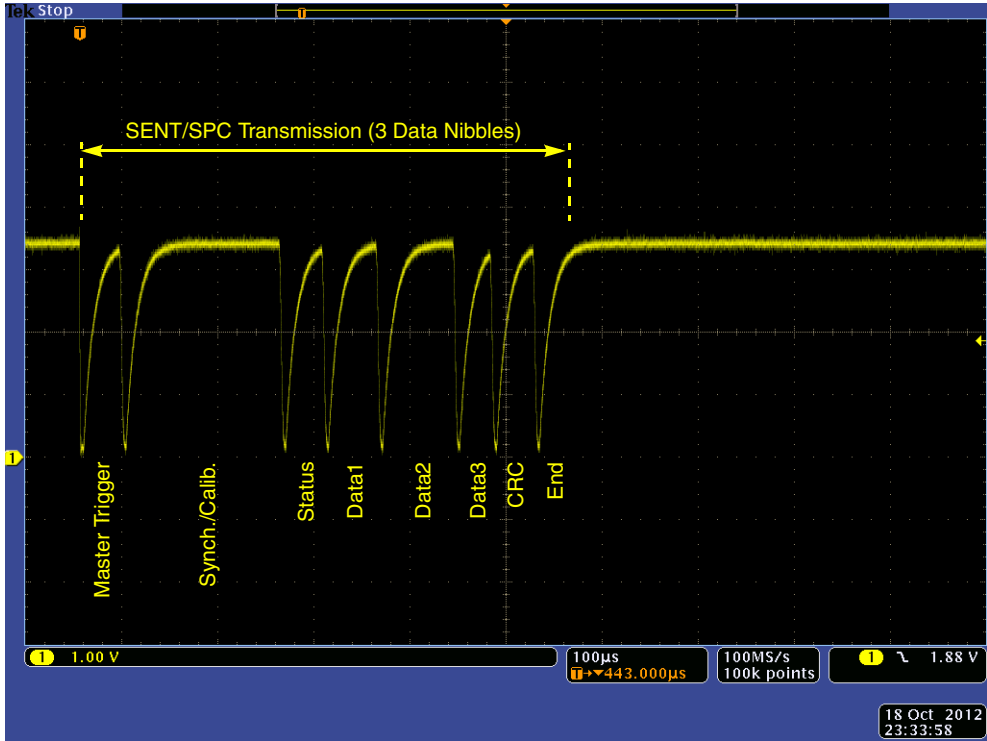 Tek Stop
T
T
SENT/SPC Transmission (3 Data Nibbles)
1
Master Trigger
Synch./Calib.
Status
Data1
Data2
Data3
CRC
End
1 1.00 V
100µs
T→▼443.000µs
100MS/s
100k points
1 1.88 V
18 Oct 2012
23:33:58